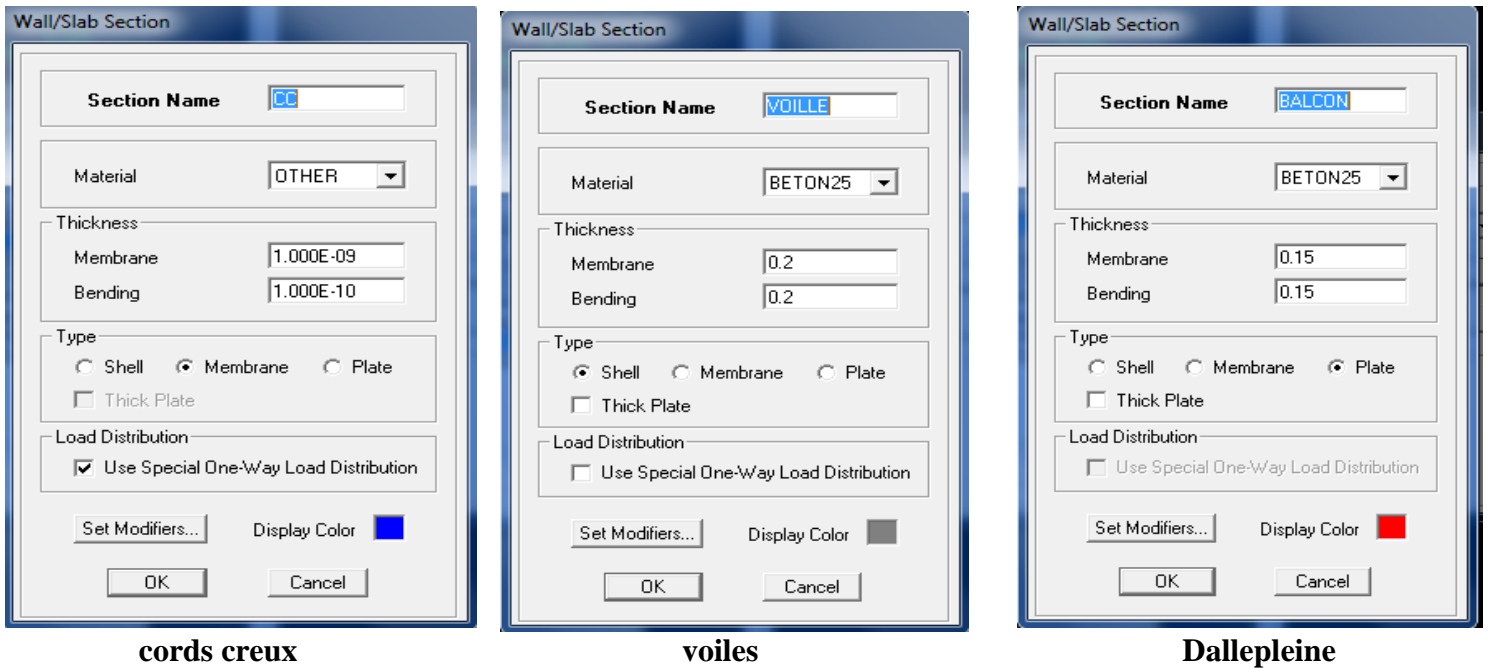 Wall/Slab Section
Section Name CC
Material OTHER
Thickness
Membrane 1.000E-09
Bending 1.000E-10
Type
Shell Membrane Plate
Thick Plate
Load Distribution
Use Special One-Way Load Distribution
Set Modifiers... Display Color
OK Cancel
cords creux
Wall/Slab Section
Section Name VOILLE
Material BETON25
Thickness
Membrane 0.2
Bending 0.2
Type
Shell Membrane Plate
Thick Plate
Load Distribution
Use Special One-Way Load Distribution
Set Modifiers... Display Color
OK Cancel
voiles
Wall/Slab Section
Section Name BALCON
Material BETON25
Thickness
Membrane 0.15
Bending 0.15
Type
Shell Membrane Plate
Thick Plate
Load Distribution
Use Special One-Way Load Distribution
Set Modifiers... Display Color
OK Cancel
Dallepleine